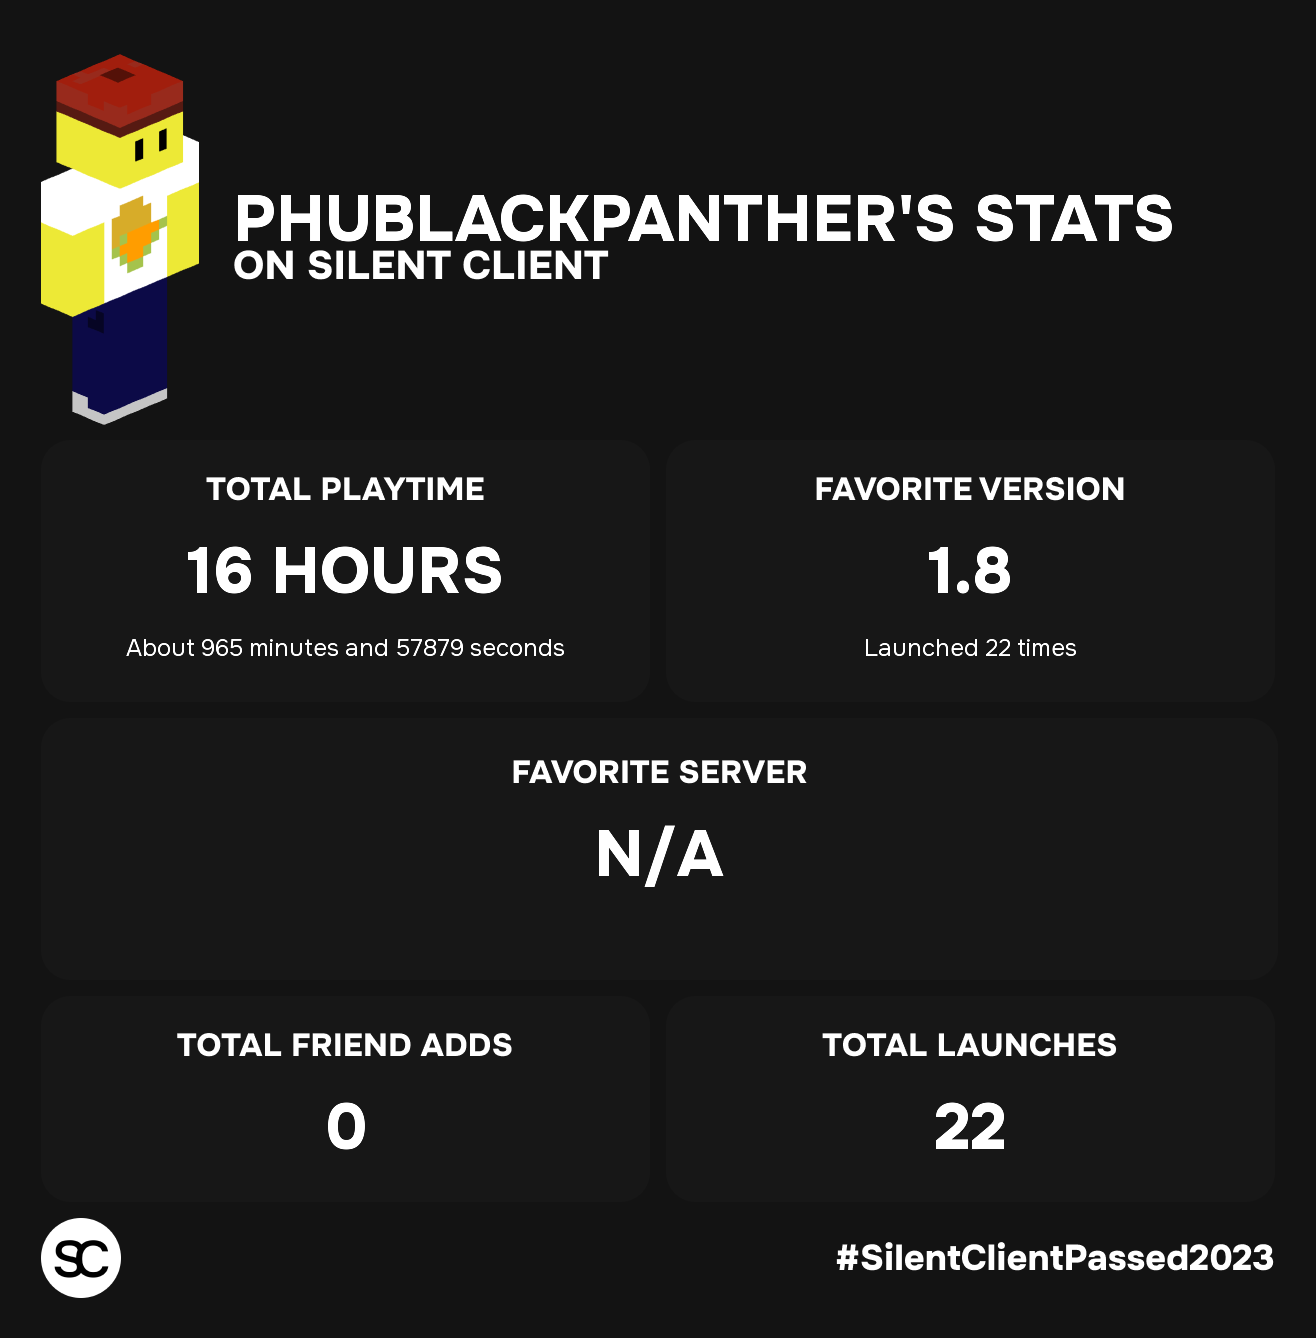 PHUBLACKPANTHER'S STATS
ON SILENT CLIENT
TOTAL PLAYTIME
16 HOURS
About 965 minutes and 57879 seconds
FAVORITE VERSION
1.8
Launched 22 times
FAVORITE SERVER
N/A
TOTAL FRIEND ADDS
0
TOTAL LAUNCHES
22
SC
#SilentClientPassed2023